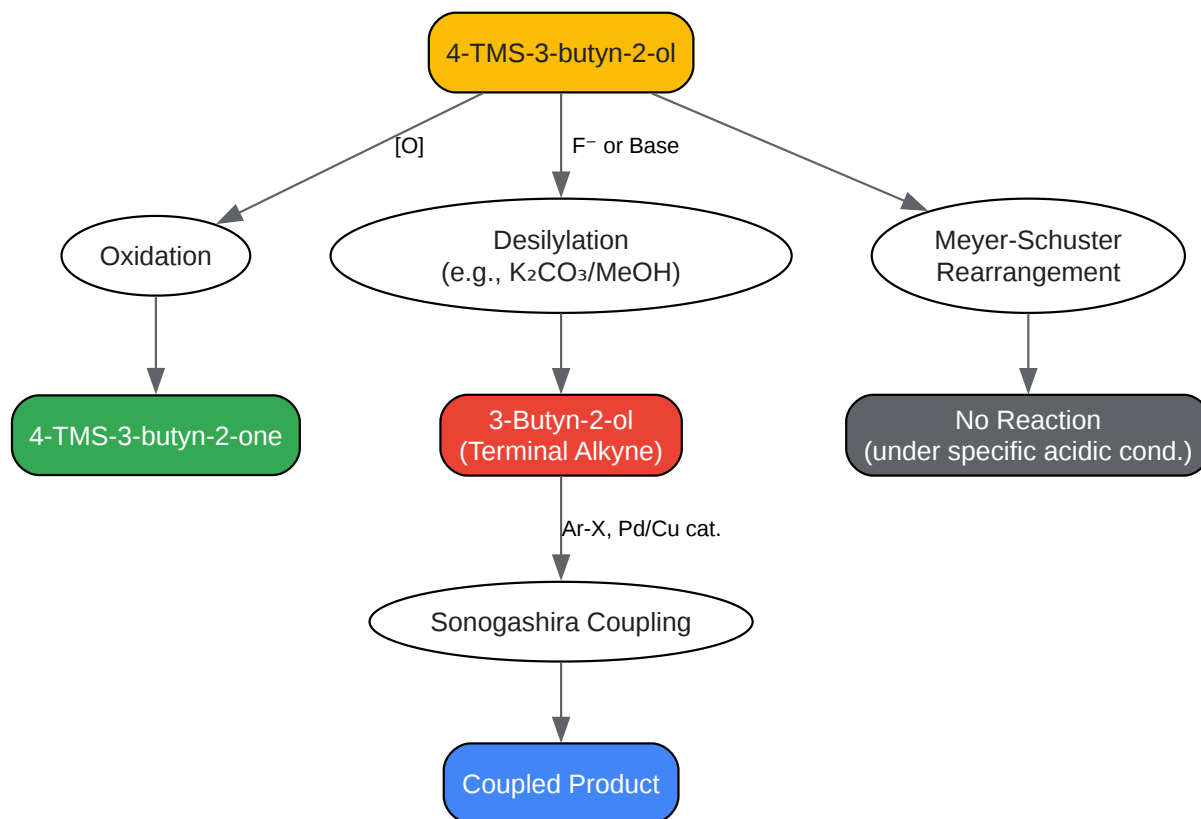 4-TMS-3-butyn-2-ol
[O]
F⁻ or Base
Oxidation
Desilylation
(e.g., K₂CO₃/MeOH)
Meyer-Schuster
Rearrangement
4-TMS-3-butyn-2-one
3-Butyn-2-ol
(Terminal Alkyne)
No Reaction
(under specific acidic cond.)
Ar-X, Pd/Cu cat.
Sonogashira Coupling
Coupled Product